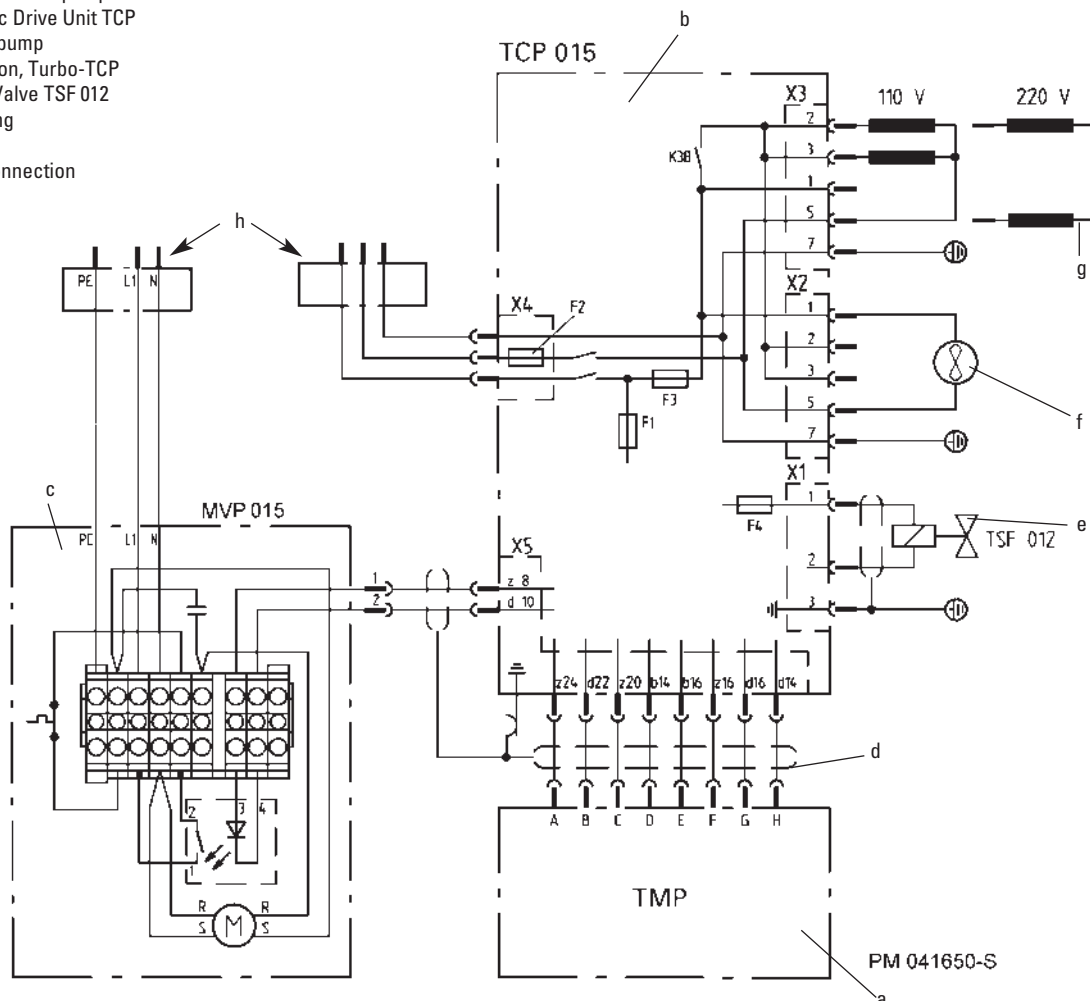 c Drive Unit TCP
pump
on, Turbo-TCP
Valve TSF 012
ng
onnection
b
TCP 015
X3
110 V
220 V
2
K38
3
1
5
7
g
h
PE
L1
N
X4
F2
X2
1
2
3
F3
F1
5
7
f
X1
1
F4
e
TSF 012
2
3
c
MVP 015
PE
L1
N
X5
1
z 8
2
d 10
z24
d22
z20
b14
b16
z16
d16
d14
d
A
B
C
D
E
F
G
H
2
3
4
1
TMP
R
R
M
S
S
PM 041650-S
a